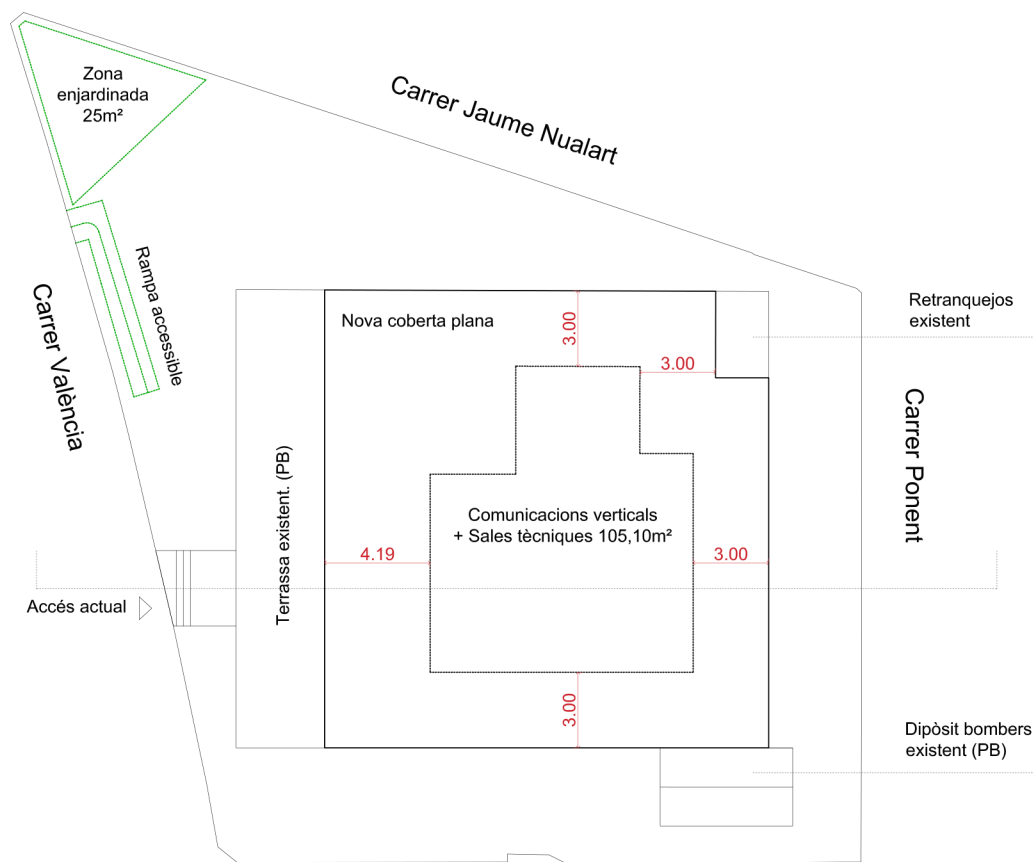 Zona
enjardinada
25m²
Carrer Jaume Nualart
Rampa accessible
Carrer València
Nova coberta plana
3.00
3.00
Retranquejos
existent
Carrer Ponent
Terrassa existent. (PB)
Comunicacions verticals
+ Sales tècniques 105,10m²
4.19
3.00
Accés actual
3.00
Dipòsit bombers
existent (PB)